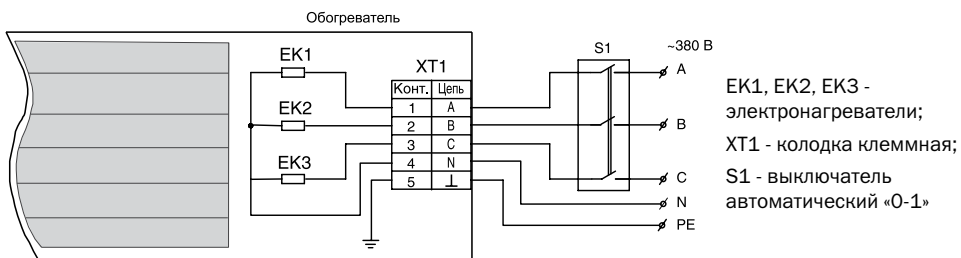 Обогреватель
EK1
EK2
EK3
XT1
Конт. Цепь
1 A
2 B
3 C
4 N
5 ⊥
S1
~380 В
A
B
C
N
PE
EK1, EK2, EK3 -
электронагреватели;
XT1 - колодка клеммная;
S1 - выключатель
автоматический «0-1»